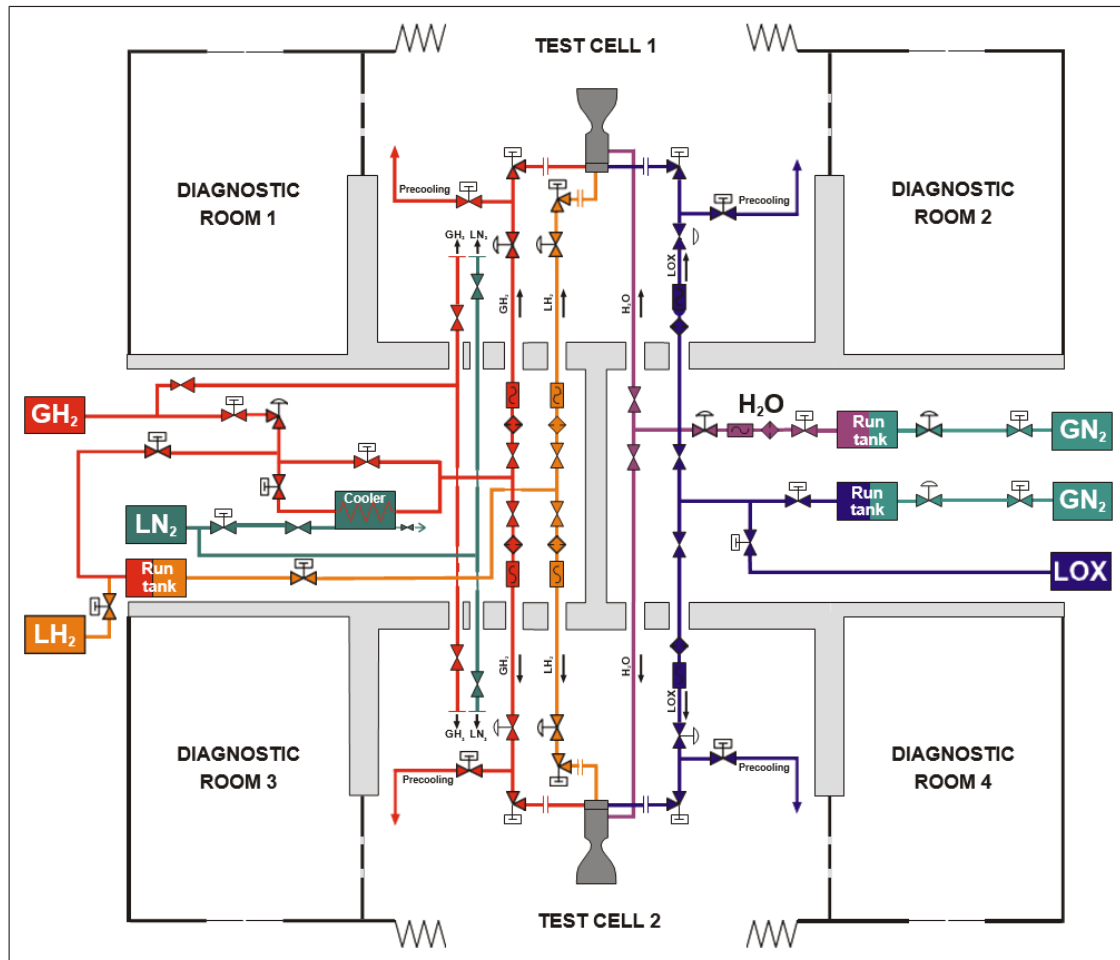 TEST CELL 1
DIAGNOSTIC
ROOM 1
DIAGNOSTIC
ROOM 2
Precooling
Precooling
GH₂
LN₂
GH₂
LH₂
H₂O
LOX
GH₂
H₂O
Run
tank
GN₂
Cooler
Run
tank
GN₂
LN₂
Run
tank
LOX
LH₂
GH₂
LH₂
H₂O
LOX
GH₂
LN₂
DIAGNOSTIC
ROOM 3
Precooling
Precooling
DIAGNOSTIC
ROOM 4
TEST CELL 2